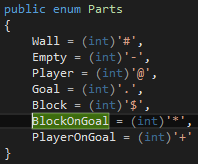 public enum Parts
{
Wall = (int)'#',
Empty = (int)'-',
Player = (int)'@',
Goal = (int)'.',
Block = (int)'$',
BlockOnGoal = (int)'*',
PlayerOnGoal = (int)'+'
}